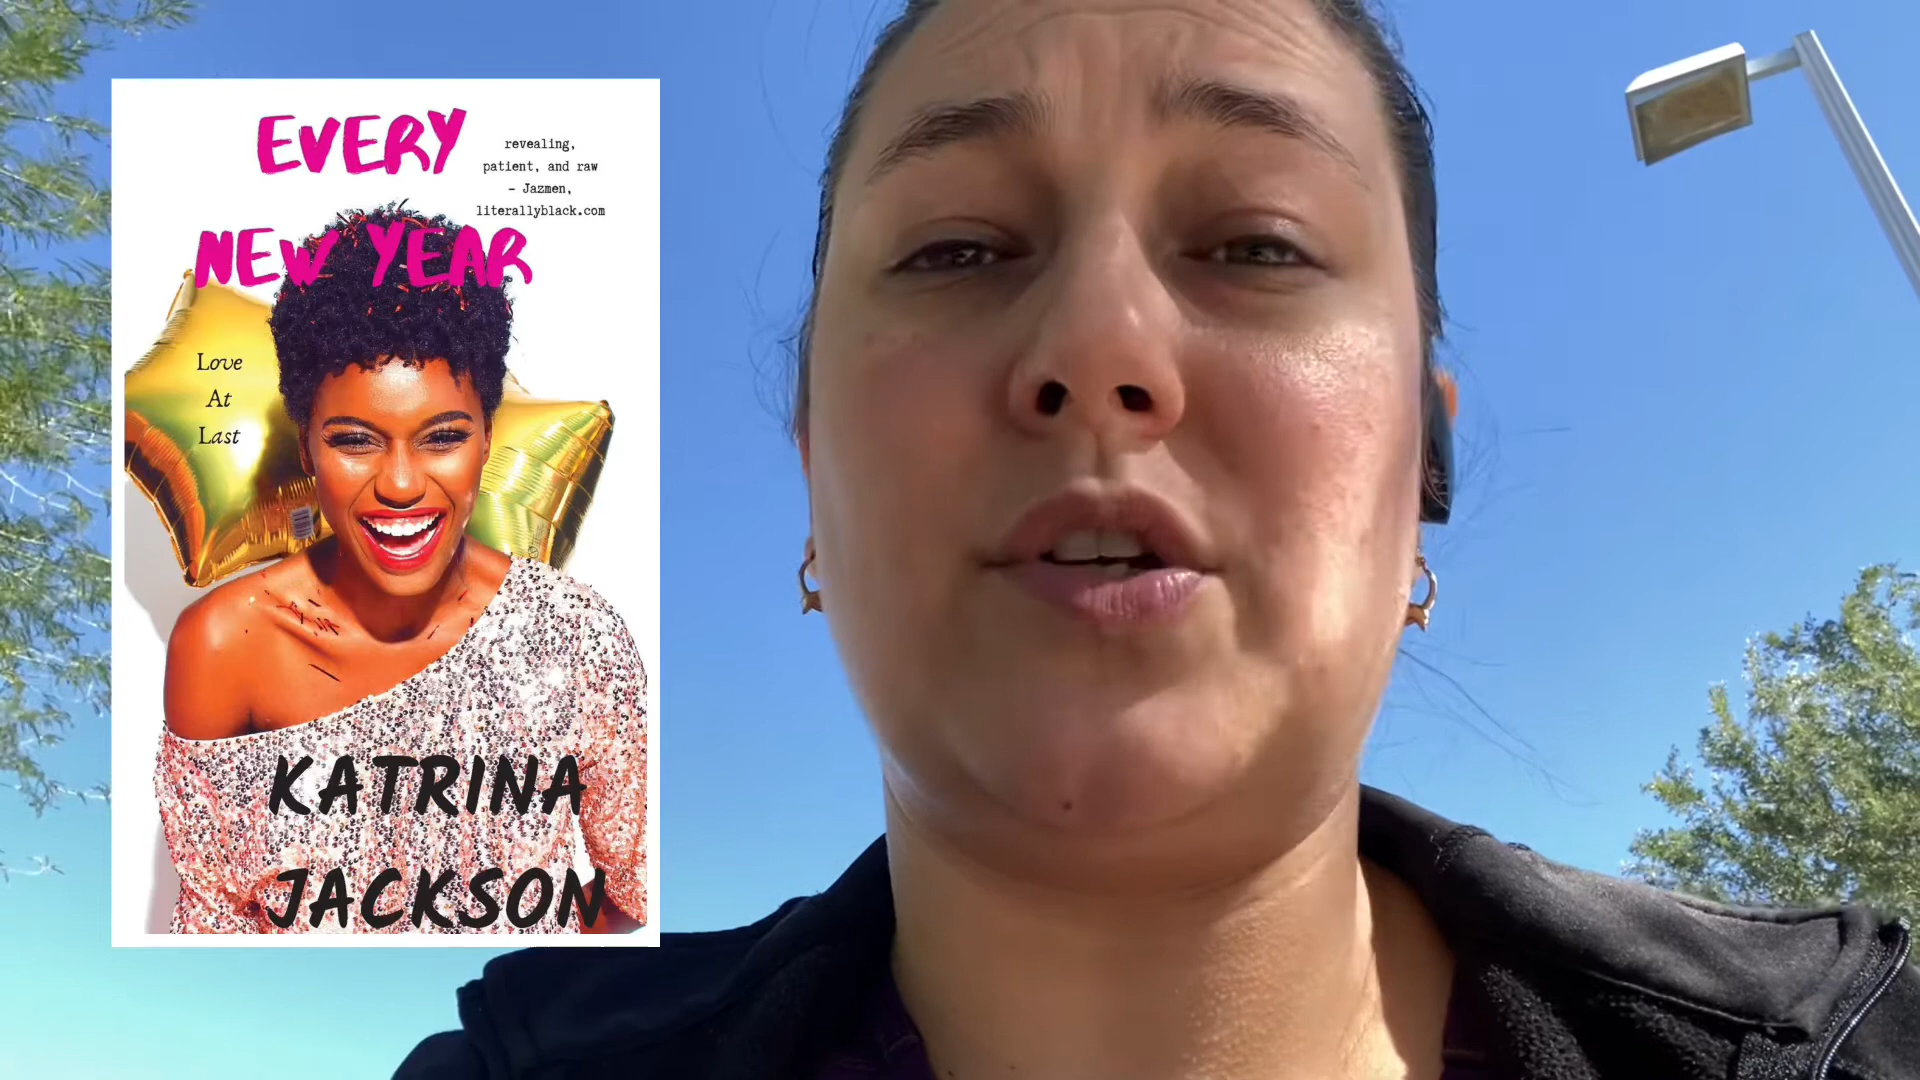 EVERY
revealing,
patient, and raw
- Jazmen,
literallyblack.com
NEW YEAR
Love
At
Last
KATRINA
JACKSON